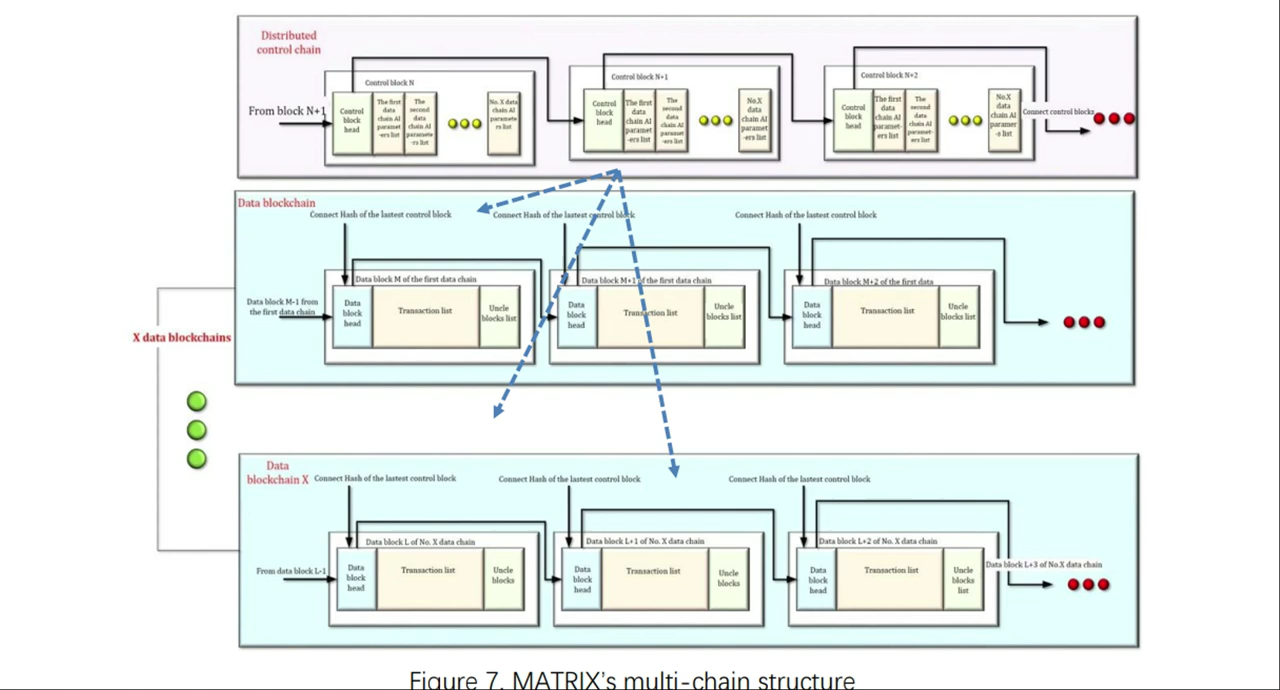 Distributed
control chain
Control block N
From block N+1
Control
block
head
The first
data
chain AI
paramet
-ers list
The
second
data
chain AI
paramete
-rs list
No. X data
chain AI
paramete
rs list
Control block N+1
Control
block
head
The first
data
chain AI
paramet
-ers list
The
second
data
chain AI
paramet
-ers list
No.X
data
chain AI
paramet
-ers list
Control block N+2
Control
block
head
The first
data
chain AI
paramet-
ers list
The
second
data
chain AI
paramet-
ers list
No.X
data
chain AI
paramer
-s list
Connect control blocks
Data blockchain
Connect Hash of the lastest control block
Connect Hash of the lastest control block
Connect Hash of the lastest control block
Data block M-1 from
the first data chain
Data block M of the first data chain
Data
block
head
Transaction list
Uncle
blocks list
Data block M+1 of the first data chain
Data
block
head
Transaction list
Uncle
blocks list
Data block M+2 of the first data
Data
block
head
Transaction list
Uncle
blocks list
X data blockchains
Data
blockchain X
Connect Hash of the lastest control block
Connect Hash of the lastest control block
Connect Hash of the lastest control block
From data block L-1
Data block L of No. X data chain
Data
block
head
Transaction list
Uncle
blocks
Data block L+1 of No. X data chain
Data
block
head
Transaction list
Uncle
blocks
Data block L+2 of No. X data chain
Data
block
head
Transaction list
Uncle
blocks
list
Data block L+3 of No.X data chain
Figure 7. MATRIX's multi-chain structure